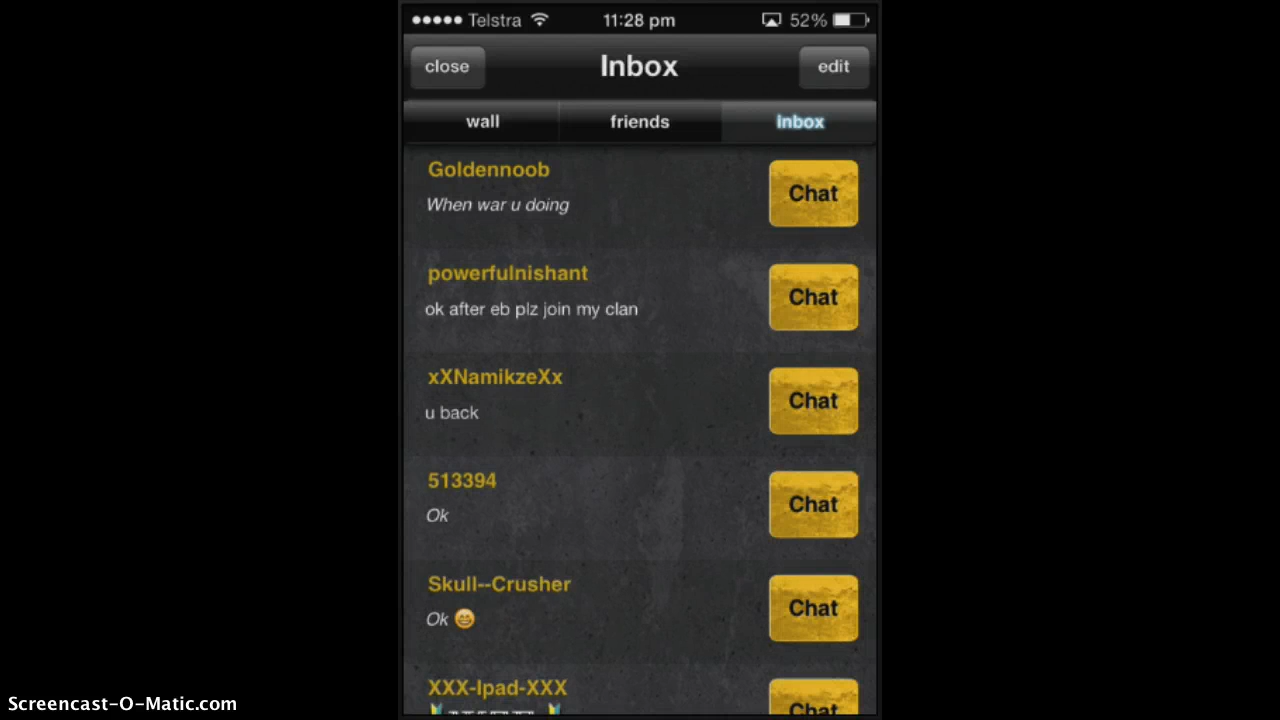 Telstra 11:28 pm 52%
close Inbox edit
wall friends inbox
Goldennoob
When war u doing
Chat
powerfulnishant
ok after eb plz join my clan
Chat
xXNamikzeXx
u back
Chat
513394
Ok
Chat
Skull--Crusher
Ok 😄
Chat
XXX-Ipad-XXX
Chat
Screencast-O-Matic.com